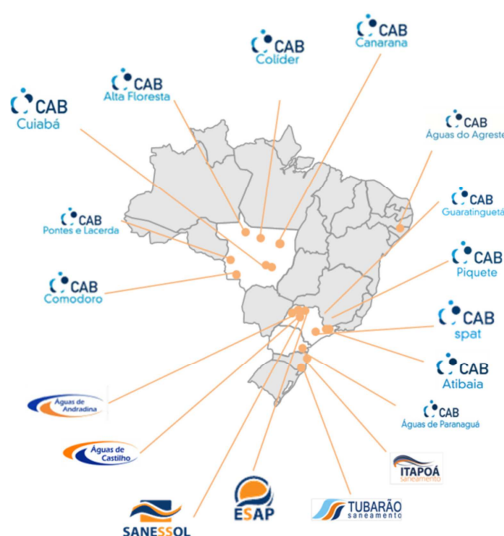 CAB
Canarana
CAB
Colíder
CAB
Alta Floresta
CAB
Cuiabá
CAB
Águas do Agreste
CAB
Guaratinguetá
CAB
Pontes e Lacerda
CAB
Piquete
CAB
Comodoro
CAB
spat
CAB
Atibaia
Águas de
Andradina
CAB
Águas de Paranaguá
Águas de
Castilho
ITAPOÁ
saneamento
ESAP
SANESSOL
TUBARÃO
saneamento